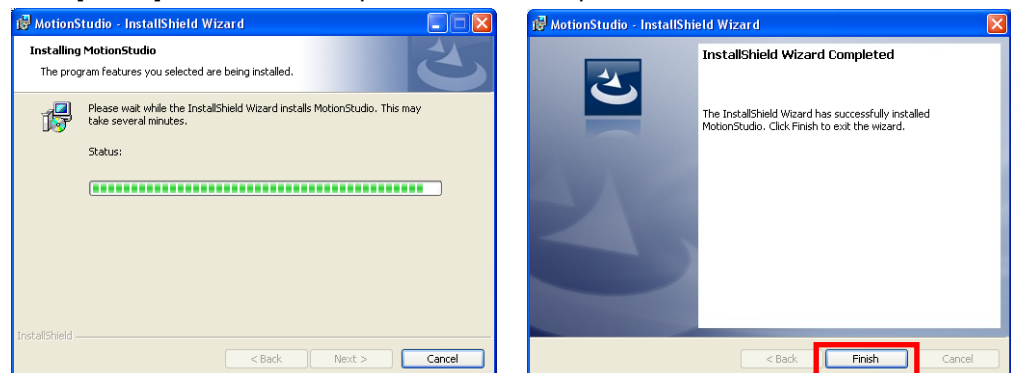 MotionStudio - InstallShield Wizard
Installing MotionStudio
The program features you selected are being installed.
Please wait while the InstallShield Wizard installs MotionStudio. This may
take several minutes.
Status:
InstallShield
< Back
Next >
Cancel
MotionStudio - InstallShield Wizard
InstallShield Wizard Completed
The InstallShield Wizard has successfully installed
MotionStudio. Click Finish to exit the wizard.
< Back
Finish
Cancel